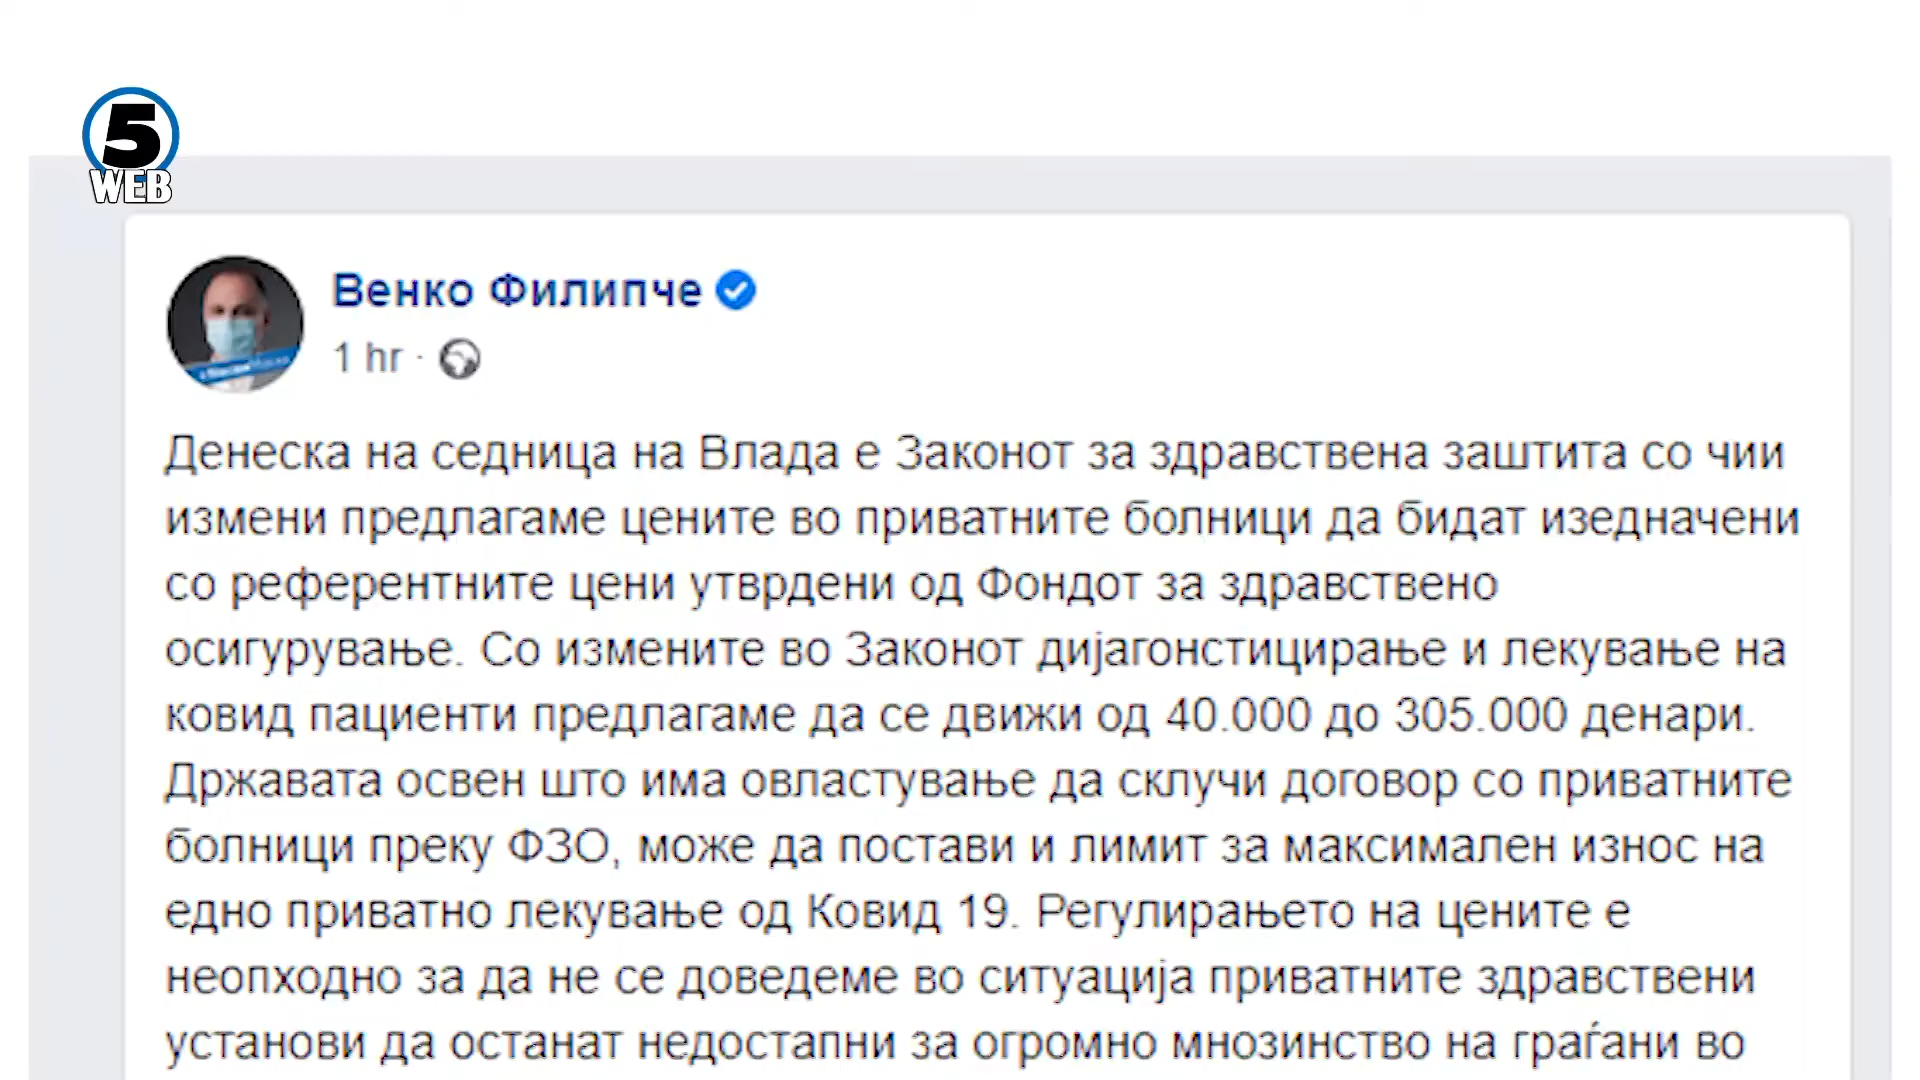 5
WEB
Венко Филипче
1 hr ·
Денеска на седница на Влада е Законот за здравствена заштита со чии
измени предлагаме цените во приватните болници да бидат изедначени
со референтните цени утврдени од Фондот за здравствено
осигурување. Со измените во Законот дијагонстицирање и лекување на
ковид пациенти предлагаме да се движи од 40.000 до 305.000 денари.
Државата освен што има овластување да склучи договор со приватните
болници преку ФЗО, може да постави и лимит за максимален износ на
едно приватно лекување од Ковид 19. Регулирањето на цените е
неопходно за да не се доведеме во ситуација приватните здравствени
установи да останат недостапни за огромно мнозинство на граѓани во